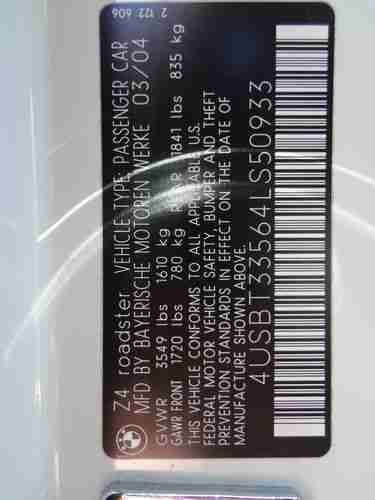 2 122 606
Z4 roadster VEHICLE TYPE: PASSENGER CAR
MFD BY BAYERISCHE MOTOREN WERKE 03/04
GVWR 3549 lbs 1610 kg
GAWR FRONT 1720 lbs 780 kg REAR 1841 lbs 835 kg
THIS VEHICLE CONFORMS TO ALL APPLICABLE U.S.
FEDERAL MOTOR VEHICLE SAFETY, BUMPER AND THEFT
PREVENTION STANDARDS IN EFFECT ON THE DATE OF
MANUFACTURE SHOWN ABOVE.
4USBT33564LS50933